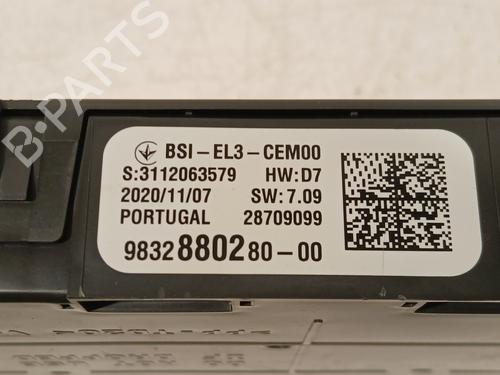 BSI-EL3-CEM00
S:3112063579 HW:D7
2020/11/07 SW:7.09
PORTUGAL 28709099
9832880280-00
B-Parts